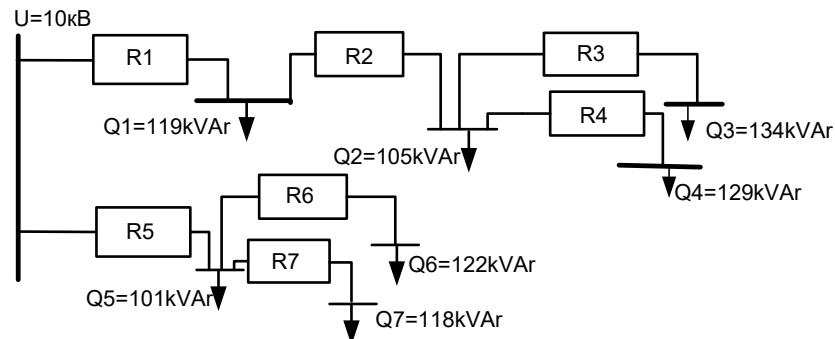 U=10кВ
R1
R2
R3
R4
Q1=119kVAr
Q2=105kVAr
Q3=134kVAr
Q4=129kVAr
R5
R6
R7
Q5=101kVAr
Q6=122kVAr
Q7=118kVAr